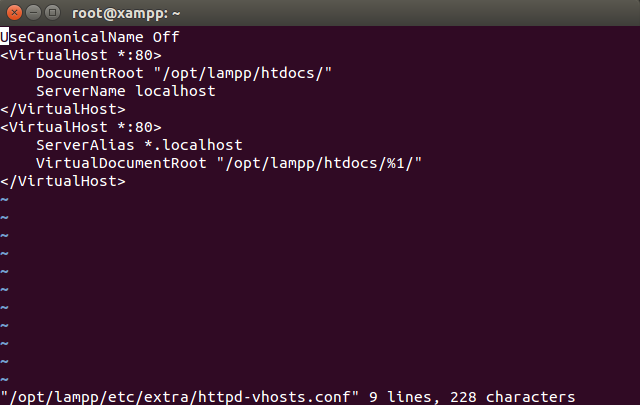 root@xampp: ~
UseCanonicalName Off
<VirtualHost *:80>
    DocumentRoot "/opt/lampp/htdocs/"
    ServerName localhost
</VirtualHost>
<VirtualHost *:80>
    ServerAlias *.localhost
    VirtualDocumentRoot "/opt/lampp/htdocs/%1/"
</VirtualHost>
~
~
~
~
~
~
~
~
~
~
~
"/opt/lampp/etc/extra/httpd-vhosts.conf" 9 lines, 228 characters